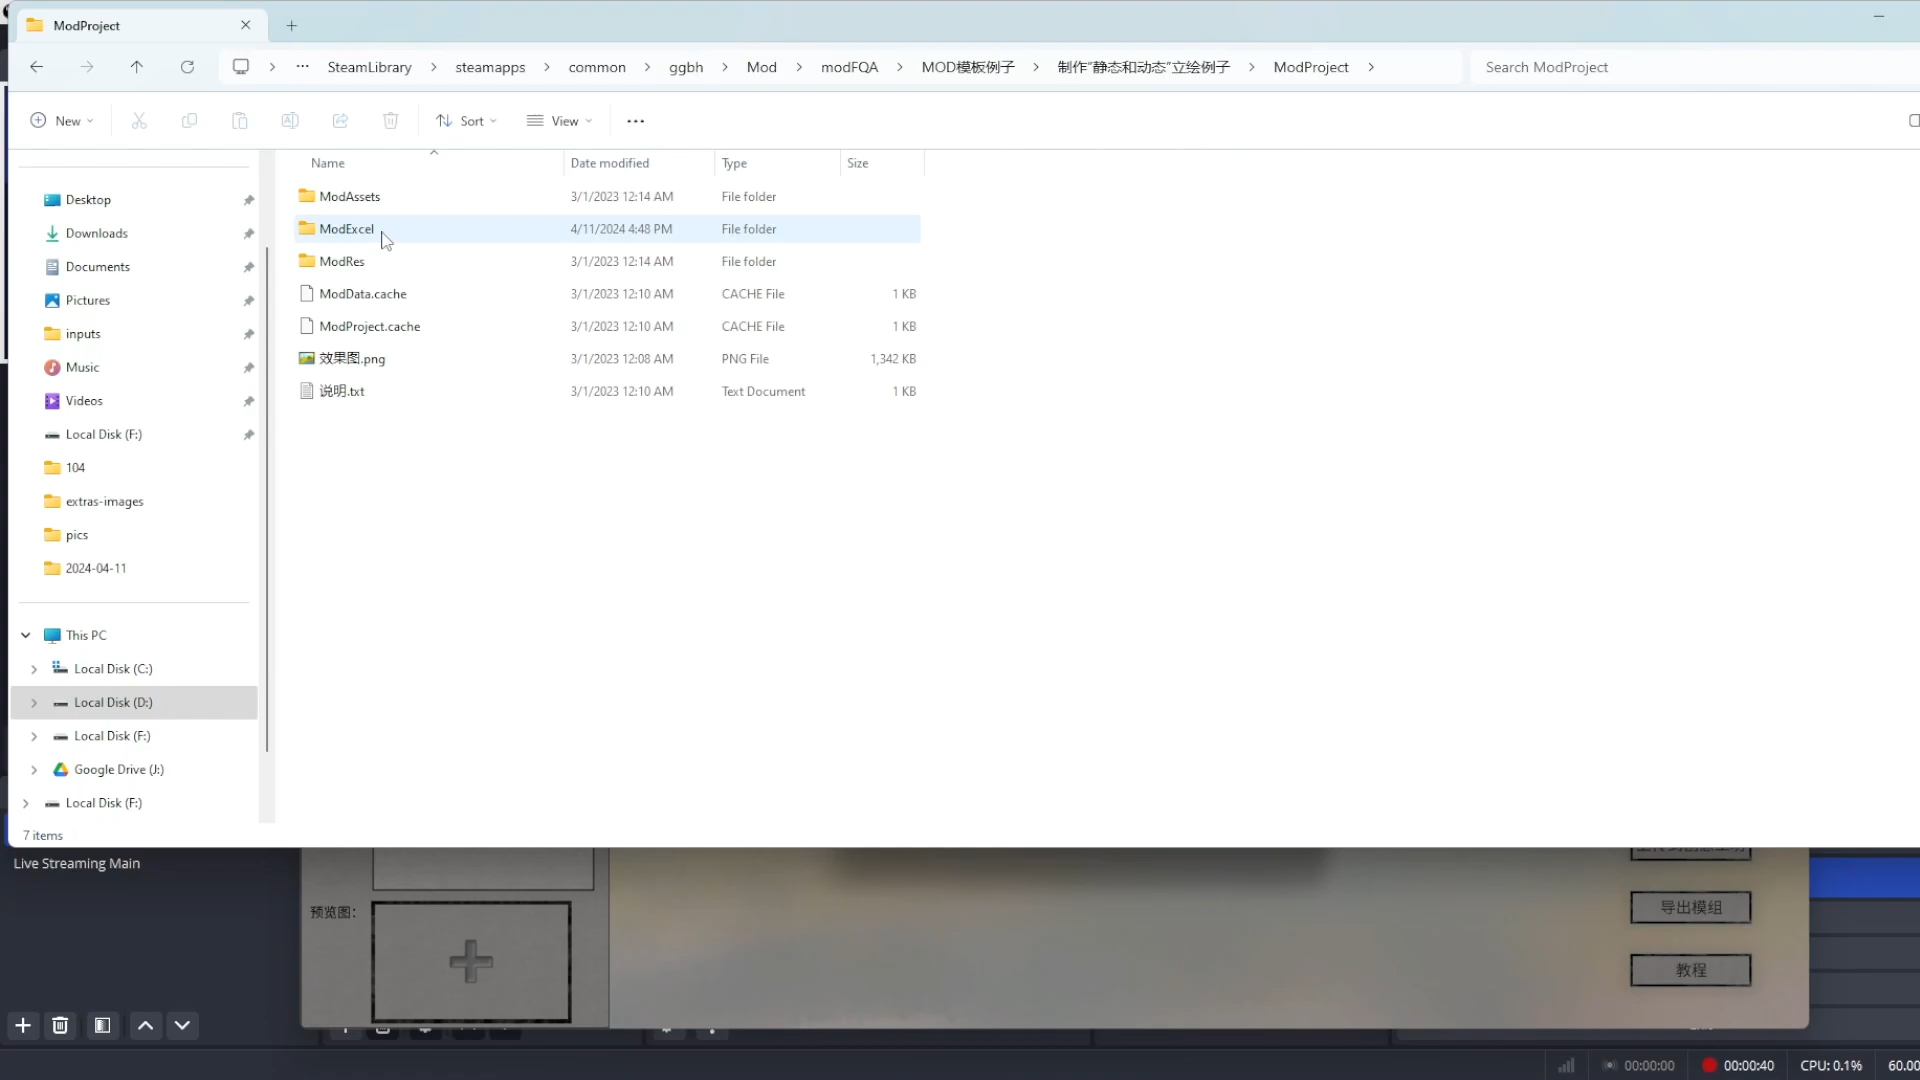 ModProject
SteamLibrary
steamapps
common
ggbh
Mod
modFQA
MOD模板例子
制作"静态和动态"立绘例子
ModProject
Search ModProject
New
Sort
View
Name
Date modified
Type
Size
Desktop
Downloads
Documents
Pictures
inputs
Music
Videos
Local Disk (F:)
104
extras-images
pics
2024-04-11
This PC
Local Disk (C:)
Local Disk (D:)
Local Disk (F:)
Google Drive (J:)
Local Disk (F:)
ModAssets 3/1/2023 12:14 AM File folder
ModExcel 4/11/2024 4:48 PM File folder
ModRes 3/1/2023 12:14 AM File folder
ModData.cache 3/1/2023 12:10 AM CACHE File 1 KB
ModProject.cache 3/1/2023 12:10 AM CACHE File 1 KB
效果图.png 3/1/2023 12:08 AM PNG File 1,342 KB
说明.txt 3/1/2023 12:10 AM Text Document 1 KB
7 items
Live Streaming Main
预览图：
导出模组
教程
00:00:00
00:00:40
CPU: 0.1%
60.00